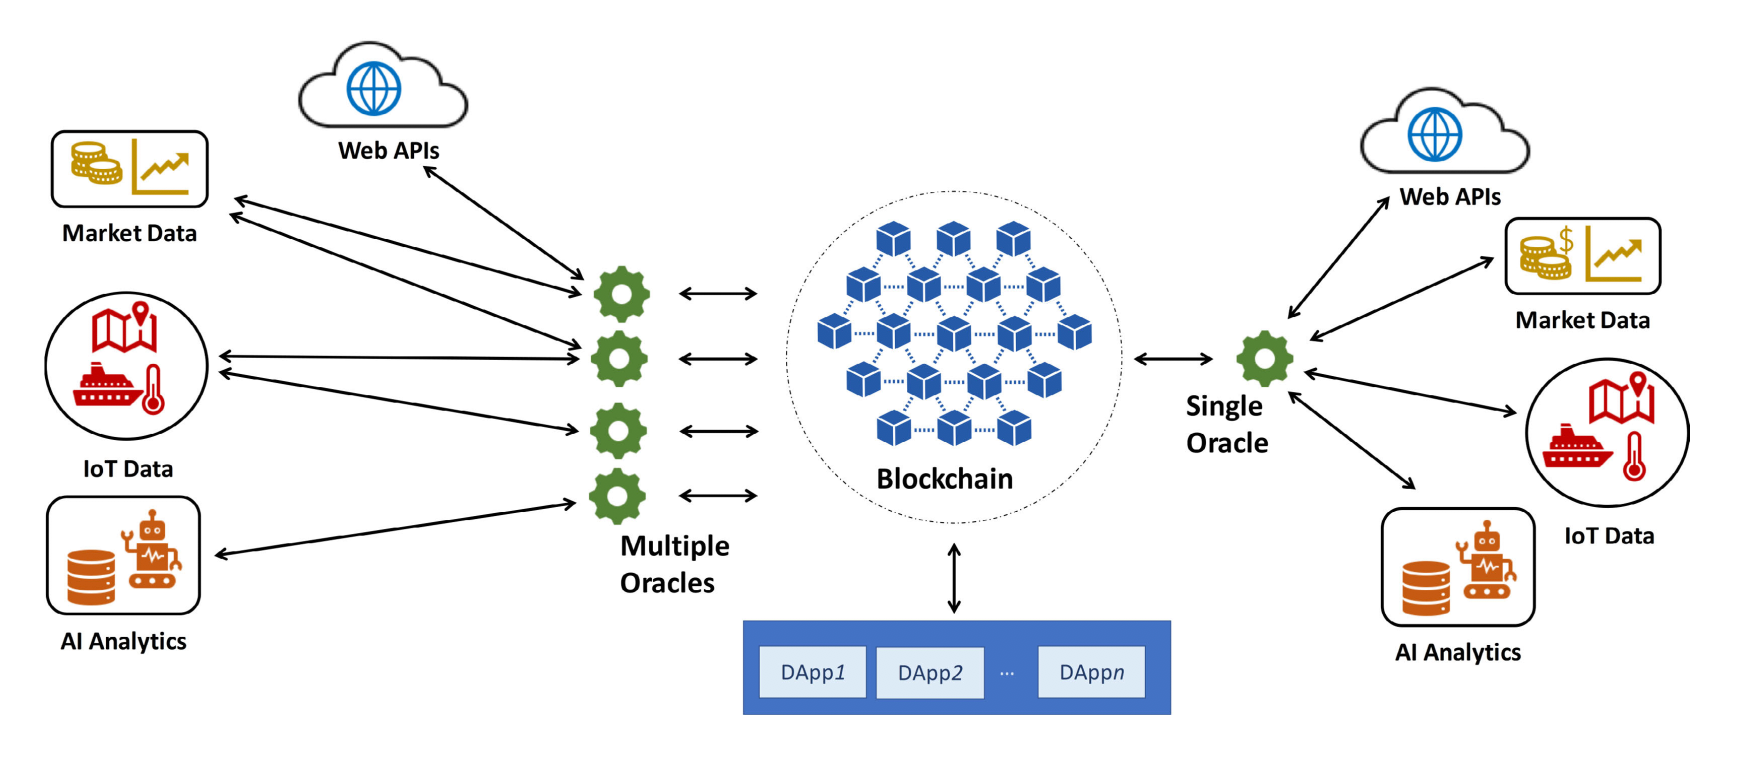 Web APIs
Market Data
IoT Data
AI Analytics
Multiple
Oracles
Blockchain
DApp1
DApp2
...
DAppn
Single
Oracle
Web APIs
$
Market Data
IoT Data
AI Analytics